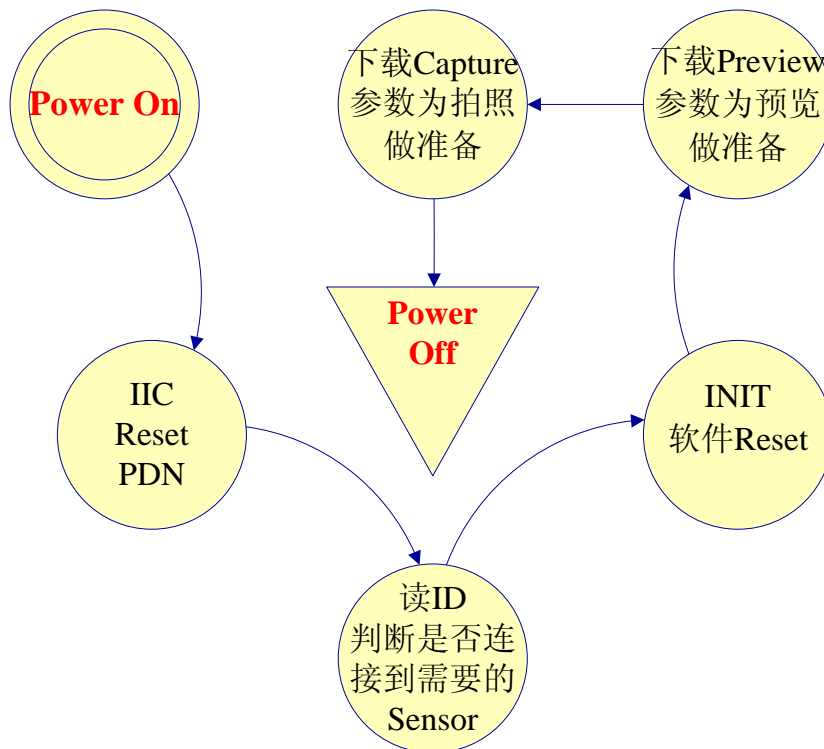 Power On
下载Capture
参数为拍照
做准备
下载Preview
参数为预览
做准备
Power
Off
IIC
Reset
PDN
INIT
软件Reset
读ID
判断是否连
接到需要的
Sensor